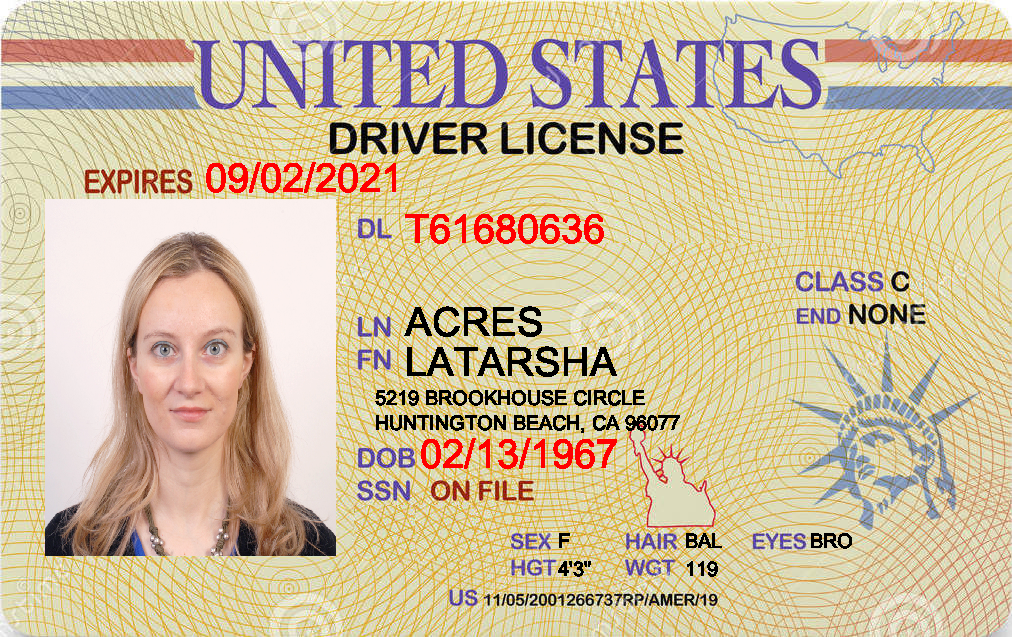 UNITED STATES
DRIVER LICENSE
EXPIRES 09/02/2021
DL T61680636
CLASS C
END NONE
LN ACRES
FN LATARSHA
5219 BROOKHOUSE CIRCLE
HUNTINGTON BEACH, CA 96077
DOB 02/13/1967
SSN ON FILE
SEX F HAIR BAL EYES BRO
HGT 4'3" WGT 119
US 11/05/2001266737RP/AMER/19